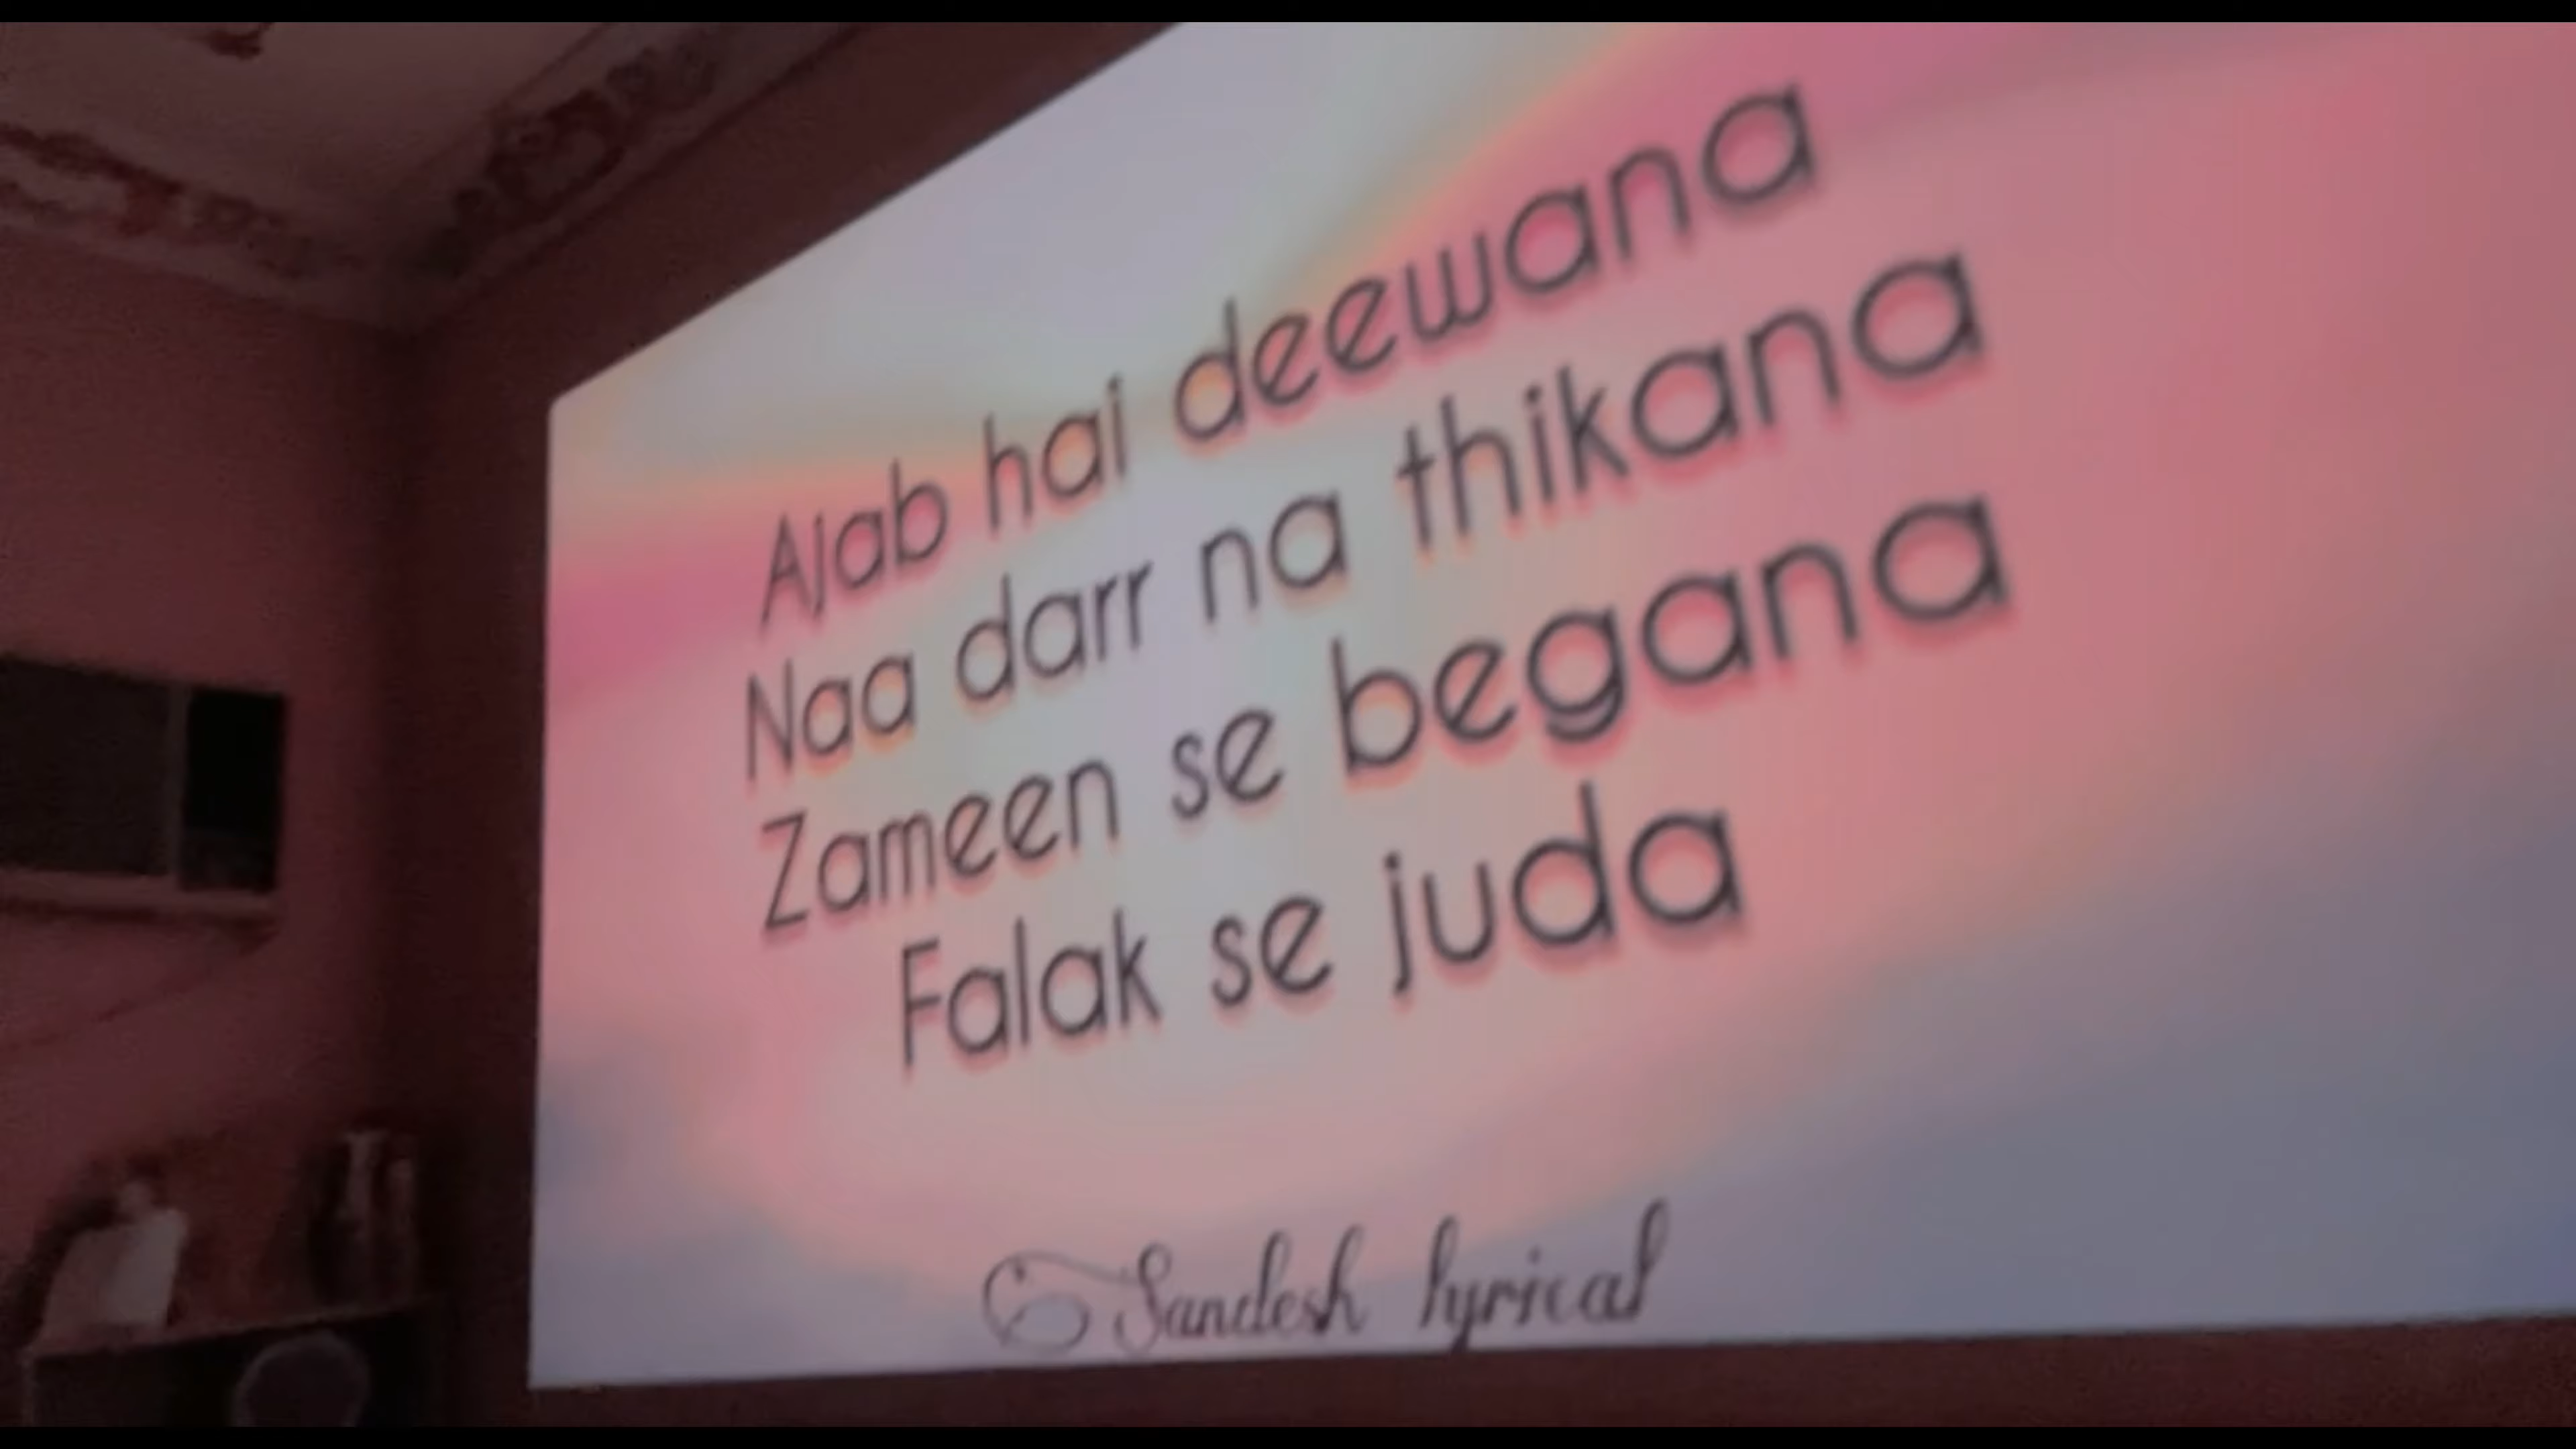 Ajab hai deewana
Naa darr na thikana
Zameen se begana
Falak se juda
Sandesh lyrical